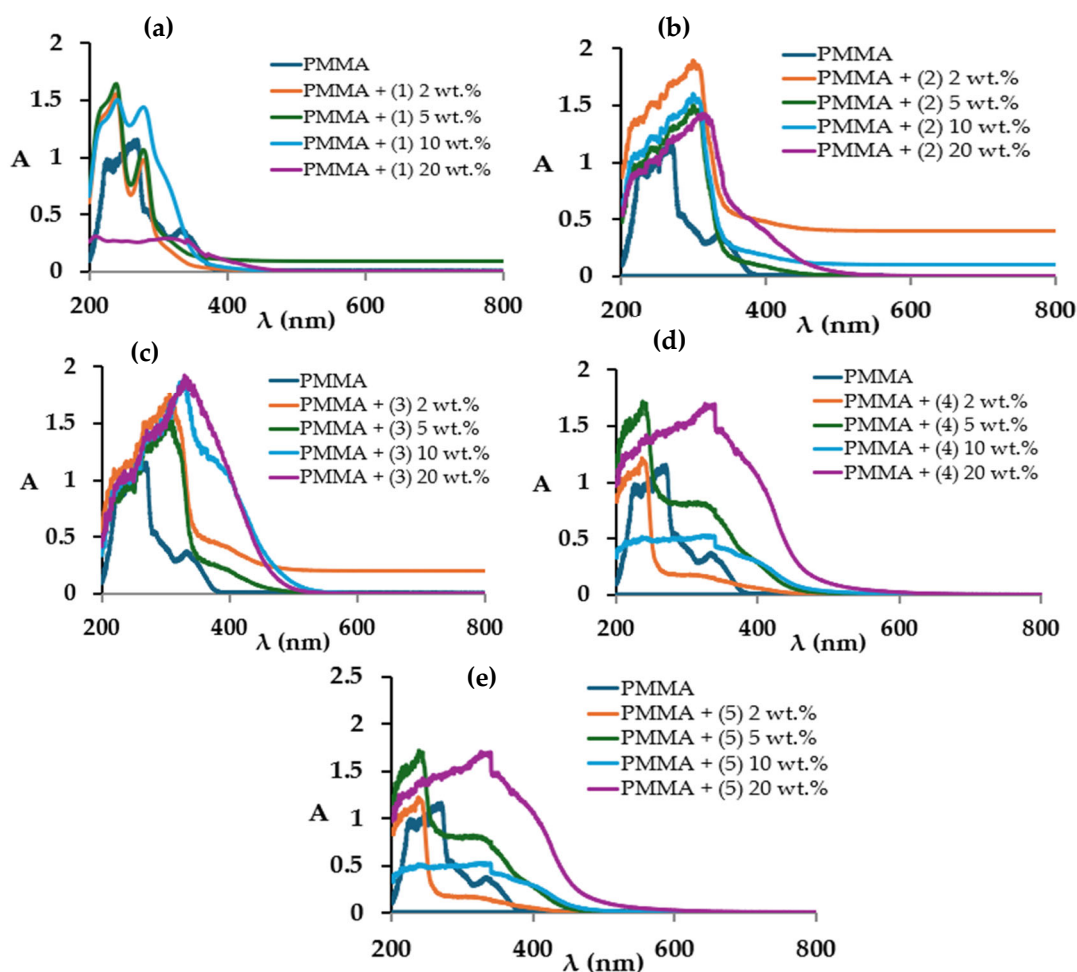 (a)
2
1.5
1
0.5
0
A
200
400
600
800
λ (nm)
PMMA
PMMA + (1) 2 wt.%
PMMA + (1) 5 wt.%
PMMA + (1) 10 wt.%
PMMA + (1) 20 wt.%
(b)
2
1.5
1
0.5
0
A
200
400
600
800
λ (nm)
PMMA
PMMA + (2) 2 wt.%
PMMA + (2) 5 wt.%
PMMA + (2) 10 wt.%
PMMA + (2) 20 wt.%
(c)
2
1.5
1
0.5
0
A
200
400
600
800
λ (nm)
PMMA
PMMA + (3) 2 wt.%
PMMA + (3) 5 wt.%
PMMA + (3) 10 wt.%
PMMA + (3) 20 wt.%
(d)
2
1.5
1
0.5
0
A
200
400
600
800
λ (nm)
PMMA
PMMA + (4) 2 wt.%
PMMA + (4) 5 wt.%
PMMA + (4) 10 wt.%
PMMA + (4) 20 wt.%
(e)
2.5
2
1.5
1
0.5
0
A
200
400
600
800
λ (nm)
PMMA
PMMA + (5) 2 wt.%
PMMA + (5) 5 wt.%
PMMA + (5) 10 wt.%
PMMA + (5) 20 wt.%